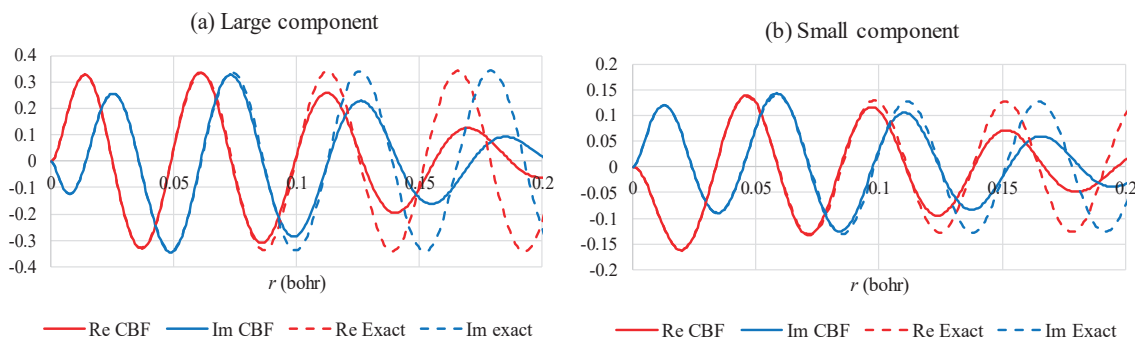 (a) Large component
0.4
0.3
0.2
0.1
0
-0.1
-0.2
-0.3
-0.4
0 0.05 0.1 0.15 0.2
r (bohr)
Re CBF Im CBF Re Exact Im exact
(b) Small component
0.2
0.15
0.1
0.05
0.00
-0.05
-0.1
-0.15
-0.2
0 0.05 0.1 0.15 0.2
r (bohr)
Re CBF Im CBF Re Exact Im Exact